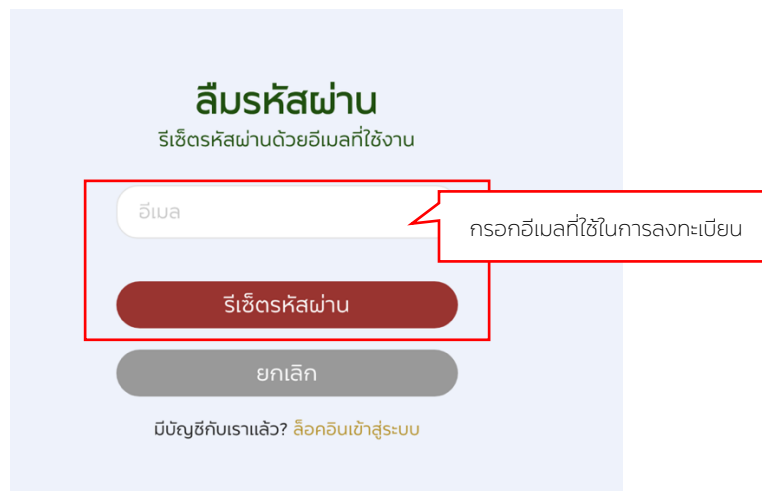 ลืมรหัสผ่าน
รีเซ็ตรหัสผ่านด้วยอีเมลที่ใช้งาน
อีเมล
กรอกอีเมลที่ใช้ในการลงทะเบียน
รีเซ็ตรหัสผ่าน
ยกเลิก
มีบัญชีกับเราแล้ว? ล็อคอินเข้าสู่ระบบ